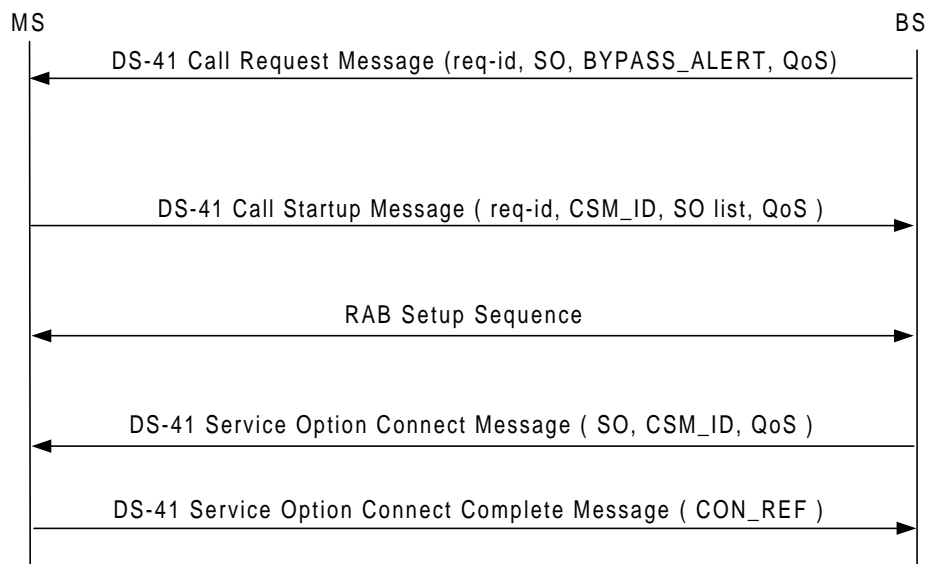 MS
BS
DS-41 Call Request Message (req-id, SO, BYPASS_ALERT, QoS)
DS-41 Call Startup Message ( req-id, CSM_ID, SO list, QoS )
RAB Setup Sequence
DS-41 Service Option Connect Message ( SO, CSM_ID, QoS )
DS-41 Service Option Connect Complete Message ( CON_REF )